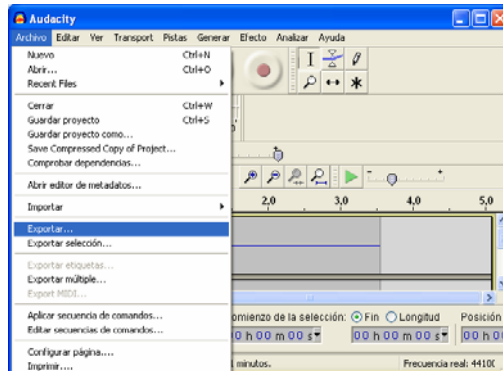 Audacity
Archivo Editar Ver Transport Pistas Generar Efecto Analizar Ayuda
Nuevo Ctrl+N
Abrir... Ctrl+O
Recent Files
Cerrar Ctrl+W
Guardar proyecto Ctrl+S
Guardar proyecto como...
Save Compressed Copy of Project...
Comprobar dependencias...
Abrir editor de metadatos...
Importar
Exportar...
Exportar selección...
Exportar etiquetas...
Exportar múltiple...
Export MIDI...
Aplicar secuencia de comandos...
Editar secuencias de comandos...
Configurar página...
Imprimir...
2,0 3,0 4,0 5,0
omienzo de la selección: Fin Longitud Posición
0 h 00 m 00 s 00 h 00 m 00 s 00 h 0
minutos. Frecuencia real: 4410